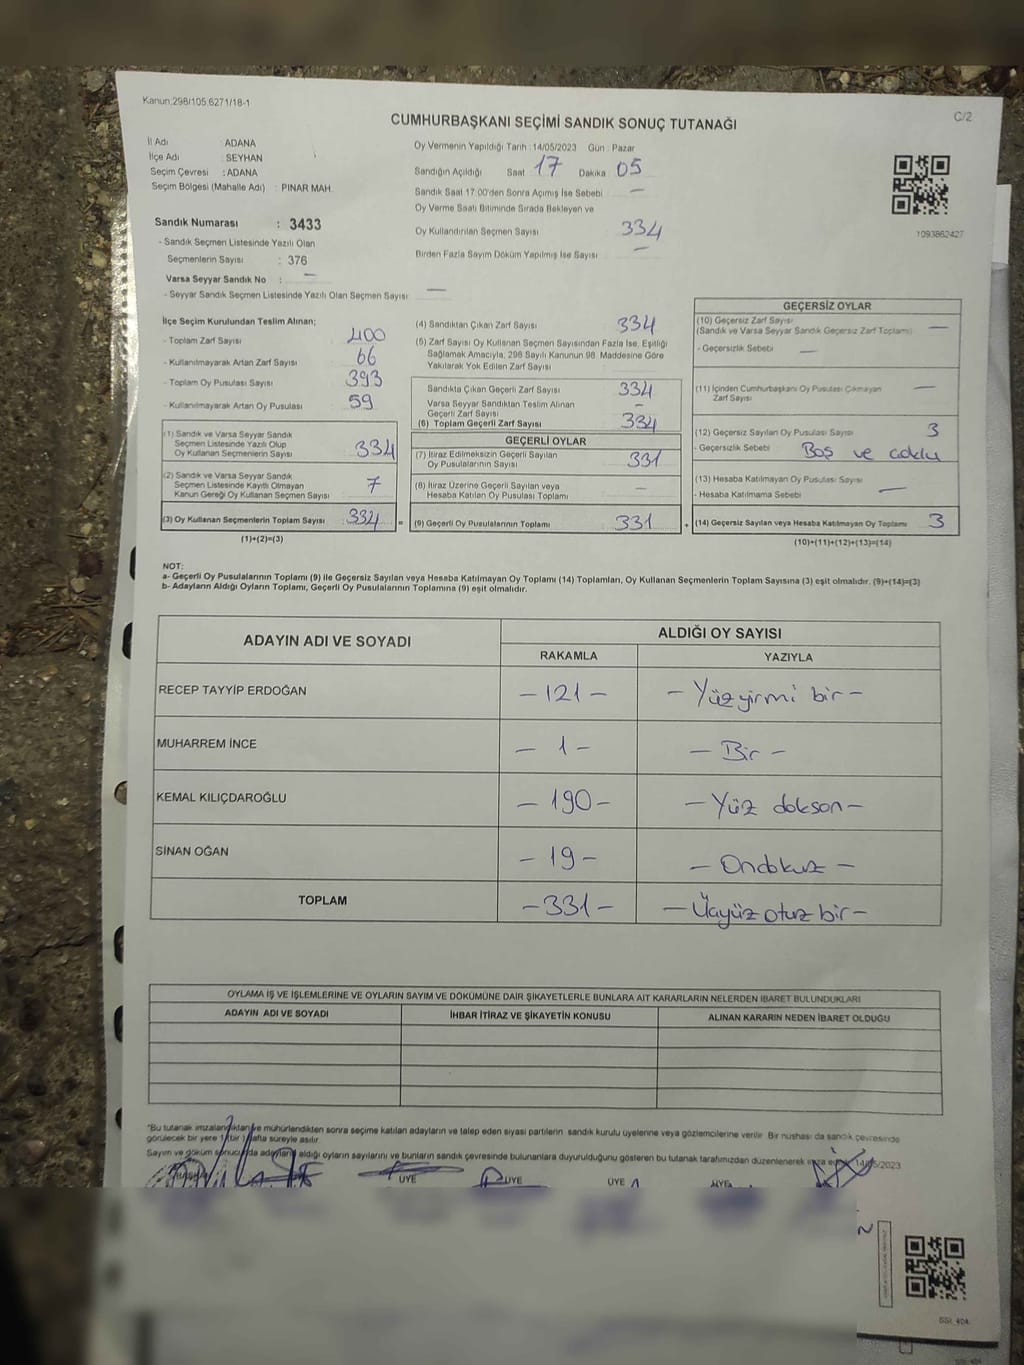 Kanun:298/105.6271/18-1
C/2
CUMHURBAŞKANI SEÇİMİ SANDIK SONUÇ TUTANAĞI
İl Adı ADANA
İlçe Adı : SEYHAN
Seçim Çevresi : ADANA
Seçim Bölgesi (Mahalle Adı) : PINAR MAH.
Oy Vermenin Yapıldığı Tarih : 14/05/2023 Gün : Pazar
Sandığın Açıldığı Saat 17 Dakika 05
Sandık Saat 17:00'den Sonra Açımış İse Sebebi —
Oy Verme Saati Bitiminde Sırada Bekleyen ve
Oy Kullandırılan Seçmen Sayısı 334
Birden Fazla Sayım Döküm Yapılmış İse Sayısı —
1093862427
Sandık Numarası : 3433
- Sandık Seçmen Listesinde Yazılı Olan
Seçmenlerin Sayısı : 376
Varsa Seyyar Sandık No : —
- Seyyar Sandık Seçmen Listesinde Yazılı Olan Seçmen Sayısı: —
İlçe Seçim Kurulundan Teslim Alınan;
- Toplam Zarf Sayısı 400
- Kullanılmayarak Artan Zarf Sayısı 66
- Toplam Oy Pusulası Sayısı 393
- Kullanılmayarak Artan Oy Pusulası 59
(1) Sandık ve Varsa Seyyar Sandık
Seçmen Listesinde Yazılı Olup
Oy Kullanan Seçmenlerin Sayısı 334
(2) Sandık ve Varsa Seyyar Sandık
Seçmen Listesinde Kayıtlı Olmayan
Kanun Gereği Oy Kullanan Seçmen Sayısı 7
(3) Oy Kullanan Seçmenlerin Toplam Sayısı 334 =
(1)+(2)=(3)
(4) Sandıktan Çıkan Zarf Sayısı 334
(5) Zarf Sayısı Oy Kullanan Seçmen Sayısından Fazla İse, Eşitliği
Sağlamak Amacıyla, 298 Sayılı Kanunun 98. Maddesine Göre
Yakılarak Yok Edilen Zarf Sayısı
Sandıkta Çıkan Geçerli Zarf Sayısı 334
Varsa Seyyar Sandıktan Teslim Alınan
Geçerli Zarf Sayısı —
(6) Toplam Geçerli Zarf Sayısı 334
GEÇERLİ OYLAR
(7) İtiraz Edilmeksizin Geçerli Sayılan
Oy Pusulalarının Sayısı 331
(8) İtiraz Üzerine Geçerli Sayılan veya
Hesaba Katılan Oy Pusulası Toplamı —
(9) Geçerli Oy Pusulalarının Toplamı 331 +
GEÇERSİZ OYLAR
(10) Geçersiz Zarf Sayısı
(Sandık ve Varsa Seyyar Sandık Geçersiz Zarf Toplamı) —
- Geçersizlik Sebebi —
(11) İçinden Cumhurbaşkanı Oy Pusulası Çıkmayan
Zarf Sayısı —
(12) Geçersiz Sayılan Oy Pusulası Sayısı 3
- Geçersizlik Sebebi Boş ve çoklu
(13) Hesaba Katılmayan Oy Pusulası Sayısı
- Hesaba Katılmama Sebebi —
(14) Geçersiz Sayılan veya Hesaba Katılmayan Oy Toplamı 3
(10)+(11)+(12)+(13)=(14)
NOT:
a- Geçerli Oy Pusulalarının Toplamı (9) ile Geçersiz Sayılan veya Hesaba Katılmayan Oy Toplamı (14) Toplamları, Oy Kullanan Seçmenlerin Toplam Sayısına (3) eşit olmalıdır. (9)+(14)=(3)
b- Adayların Aldığı Oyların Toplamı, Geçerli Oy Pusulalarının Toplamına (9) eşit olmalıdır.
ADAYIN ADI VE SOYADI ALDIĞI OY SAYISI
RAKAMLA YAZIYLA
RECEP TAYYİP ERDOĞAN - 121 - - Yüzyirmi bir -
MUHARREM İNCE - 1 - - Bir -
KEMAL KILIÇDAROĞLU - 190 - - Yüz doksan -
SİNAN OĞAN - 19 - - Ondokuz -
TOPLAM - 331 - - Üçyüz otuz bir -
OYLAMA İŞ VE İŞLEMLERİNE VE OYLARIN SAYIM VE DÖKÜMÜNE DAİR ŞİKAYETLERLE BUNLARA AİT KARARLARIN NELERDEN İBARET BULUNDUKLARI
ADAYIN ADI VE SOYADI İHBAR İTİRAZ VE ŞİKAYETİN KONUSU ALINAN KARARIN NEDEN İBARET OLDUĞU
"Bu tutanak imzalandıktan ve mühürlendikten sonra seçime katılan adayların ve talep eden siyasi partilerin sandık kurulu üyelerine veya gözlemcilerine verilir. Bir nüshası da sandık çevresinde
görülecek bir yere 1 bir hafta süreyle asılır.
Sayım ve döküm sonucunda adayların aldığı oyların sayılarını ve bunların sandık çevresinde bulunanlara duyurulduğunu gösteren bu tutanak tarafımızdan düzenlenerek imza 14/05/2023
BAŞKAN ÜYE ÜYE ÜYE ÜYE